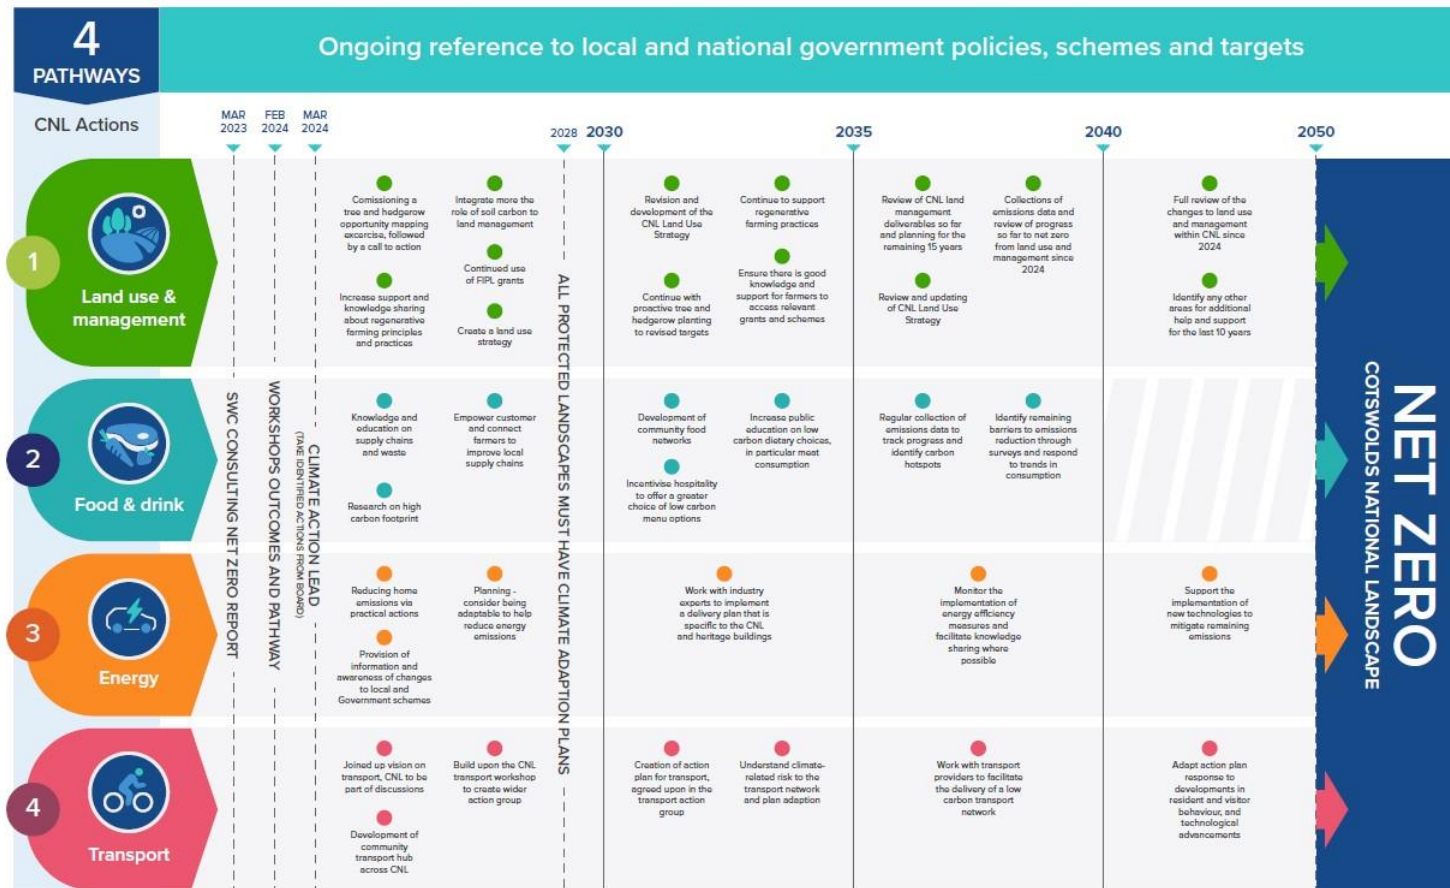 4
PATHWAYS
Ongoing reference to local and national government policies, schemes and targets
CNL Actions
MAR
2023
FEB
2024
MAR
2024
2028
2030
2035
2040
2050
1
Land use &
management
Comissioning a
tree and hedgerow
opportunity mapping
excercise, followed
by a call to action
Increase support and
knowledge sharing
about regenerative
farming principles
and practices
Integrate more the
role of soil carbon to
land management
Continued use
of FIPL grants
Create a land use
strategy
Revision and
development of the
CNL Land Use
Strategy
Continue with
proactive tree and
hedgerow planting
to revised targets
Continue to support
regenerative
farming practices
Ensure there is good
knowledge and
support for farmers to
access relevant
grants and schemes
Review of CNL land
management
deliverables so far
and planning for the
remaining 15 years
Review and updating
of CNL Land Use
Strategy
Collections of
emissions data and
review of progress
so far to net zero
from land use and
management since
2024
Full review of the
changes to land use
and management
within CNL since
2024
Identify any other
areas for additional
help and support
for the last 10 years
2
Food & drink
Knowledge and
education on
supply chains
and waste
Research on high
carbon footprint
Empower customer
and connect
farmers to
improve local
supply chains
Development of
community food
networks
Incentivise hospitality
to offer a greater
choice of low carbon
menu options
Increase public
education on low
carbon dietary choices,
in particular meat
consumption
Regular collection of
emissions data to
track progress and
identify carbon
hotspots
Identify remaining
barriers to emissions
reduction through
surveys and respond
to trends in
consumption
3
Energy
Reducing home
emissions via
practical actions
Provision of
information and
awareness of changes
to local and
Government schemes
Planning -
consider being
adaptable to help
reduce energy
emissions
Work with industry
experts to implement
a delivery plan that is
specific to the CNL
and heritage buildings
Monitor the
implementation of
energy efficiency
measures and
facilitate knowledge
sharing where
possible
Support the
implementation of
new technologies to
mitigate remaining
emissions
4
Transport
Joined up vision on
transport, CNL to be
part of discussions
Development of
community
transport hub
across CNL
Build upon the CNL
transport workshop
to create wider
action group
Creation of action
plan for transport,
agreed upon in the
transport action
group
Understand climate-
related risk to the
transport network
and plan adaption
Work with transport
providers to facilitate
the delivery of a low
carbon transport
network
Adapt action plan
response to
developments in
resident and visitor
behaviour, and
technological
advancements
SWC CONSULTING NET ZERO REPORT
WORKSHOPS OUTCOMES AND PATHWAY
CLIMATE ACTION LEAD
(TAKE IDENTIFIED ACTIONS FROM BOARD)
ALL PROTECTED LANDSCAPES MUST HAVE CLIMATE ADAPTION PLANS
NET ZERO
COTSWOLDS NATIONAL LANDSCAPE